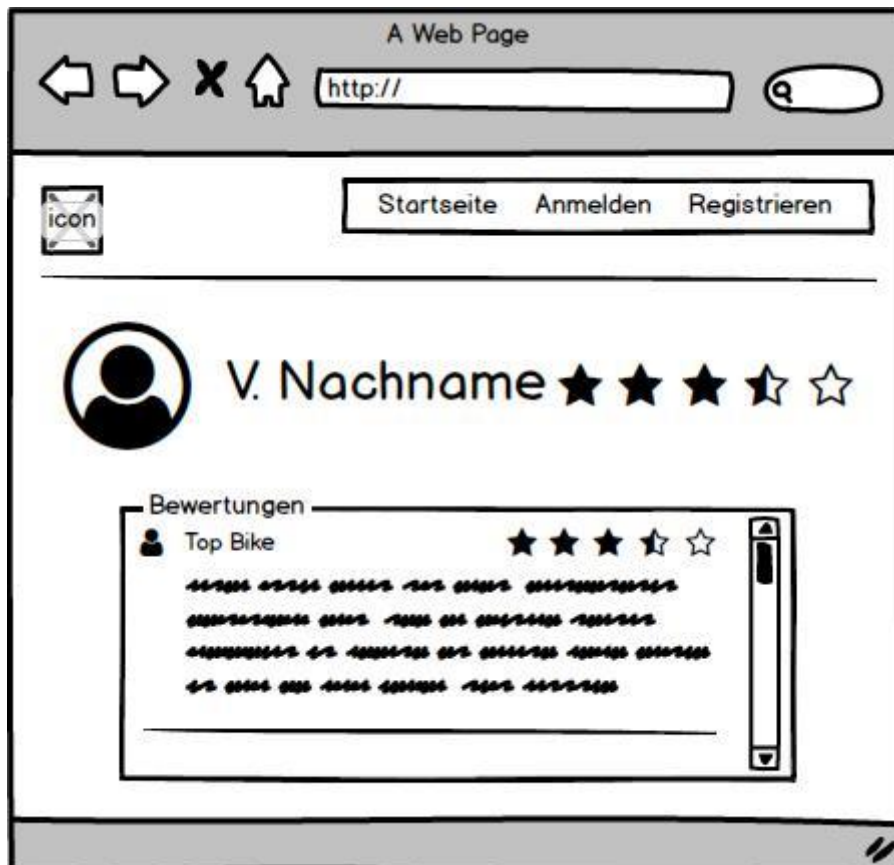 A Web Page
http://
icon
Startseite Anmelden Registrieren
V. Nachname
Bewertungen
Top Bike